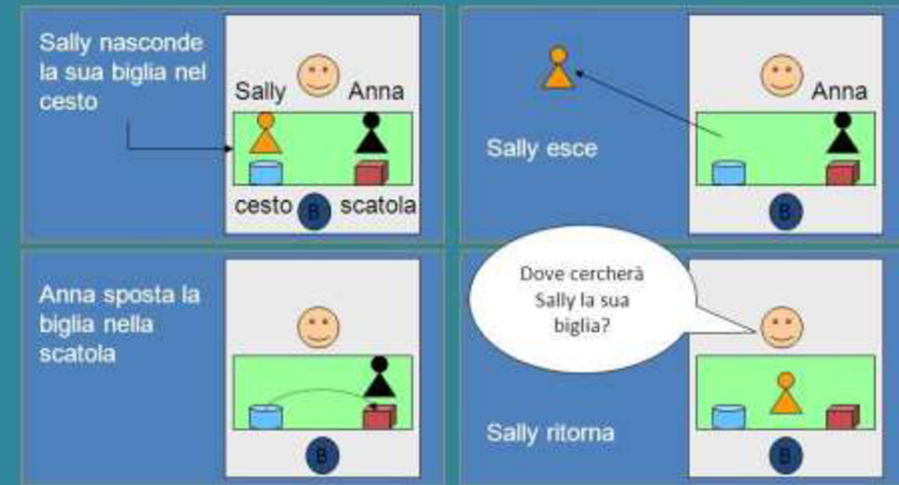 Sally nasconde
la sua biglia nel
cesto
Sally Anna
cesto B scatola
Anna
Sally esce
B
Anna sposta la
biglia nella
scatola
B
Dove cercherà
Sally la sua
biglia?
Sally ritorna
B